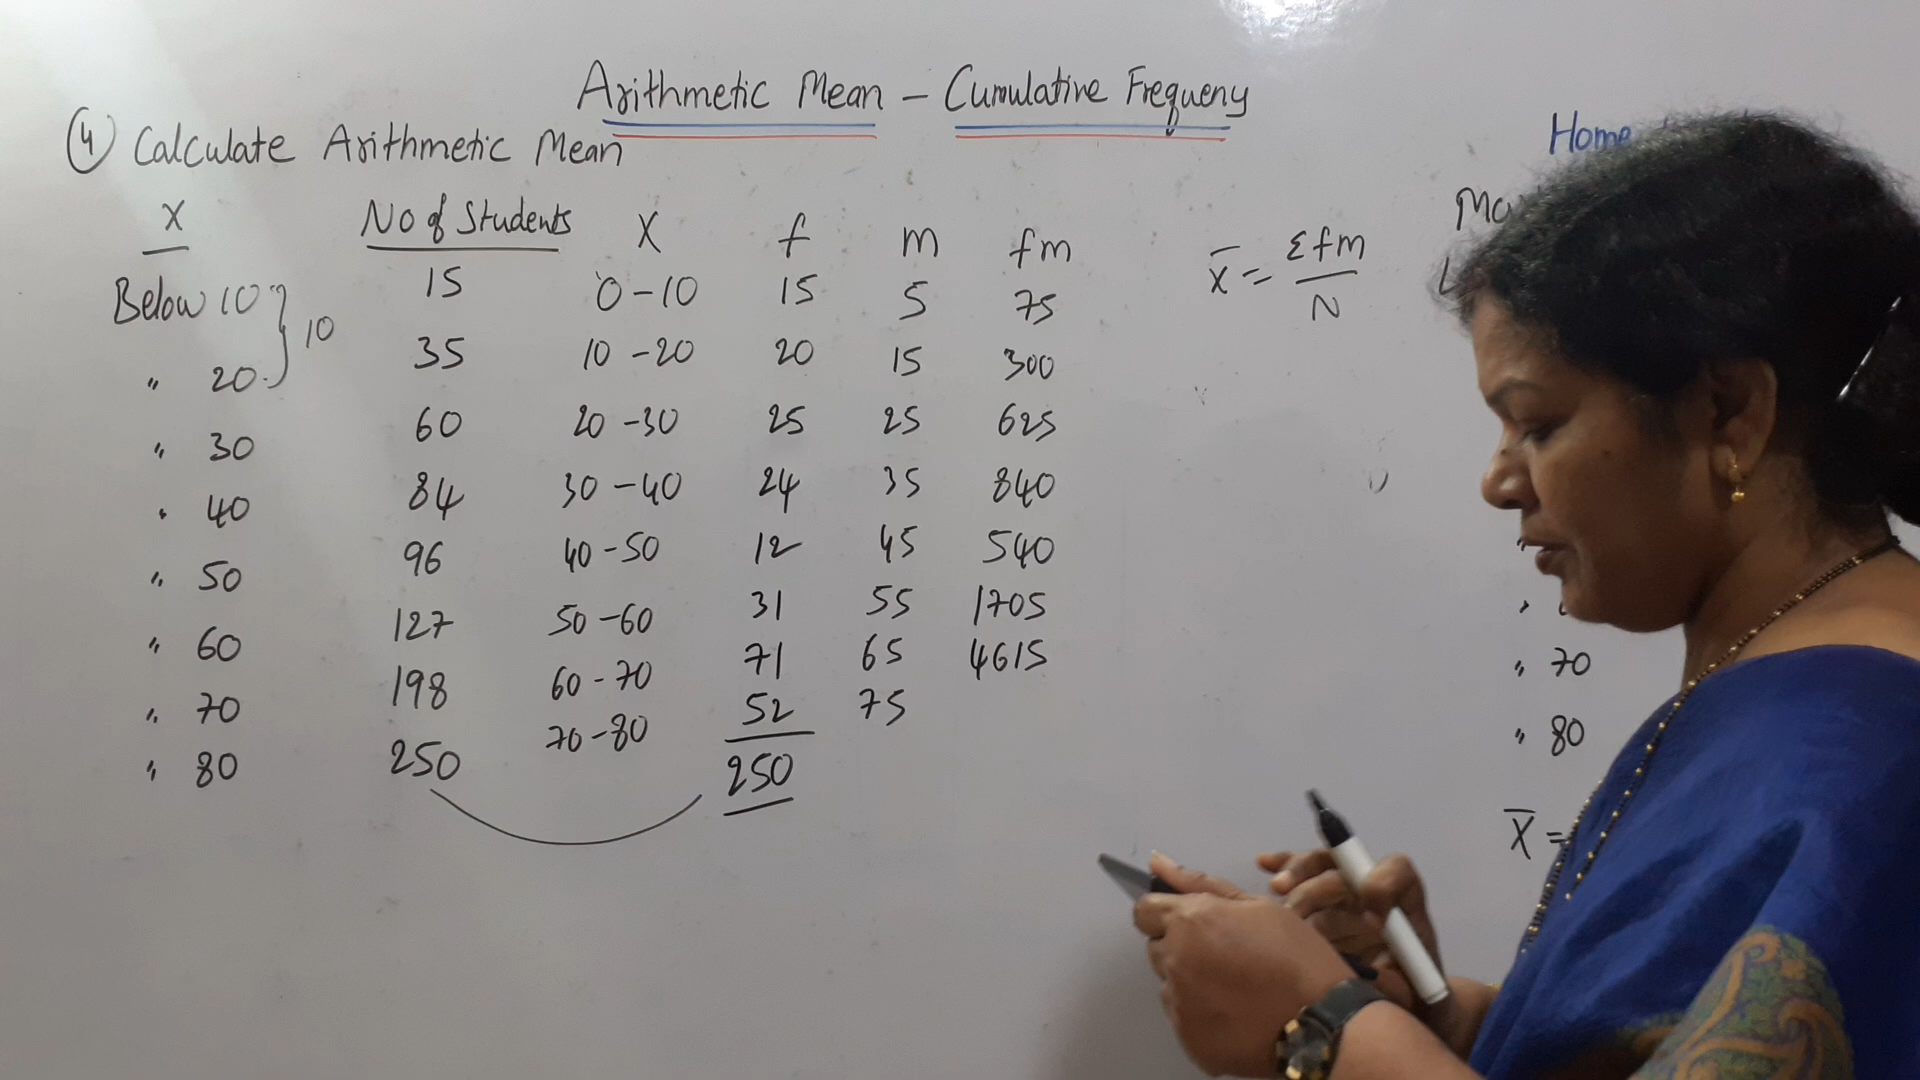 Arithmetic Mean - Cumulative Frequeny
④ Calculate Arithmetic Mean
X No of Students X f m fm
Below 10 15 0-10 15 5 75
" 20 35 10-20 20 15 300
10
" 30 60 20-30 25 25 625
" 40 84 30-40 24 35 840
" 50 96 40-50 12 45 540
" 60 127 50-60 31 55 1705
" 70 198 60-70 71 65 4615
" 80 250 70-80 52 75
250
x̄ = Σfm / N
Home
" 70
" 80
X̄ =